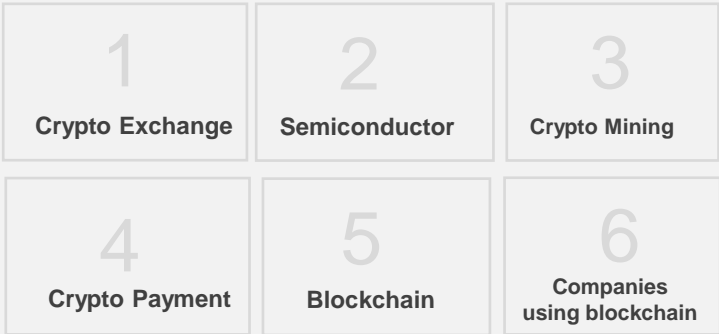 1
Crypto Exchange
2
Semiconductor
3
Crypto Mining
4
Crypto Payment
5
Blockchain
6
Companies
using blockchain